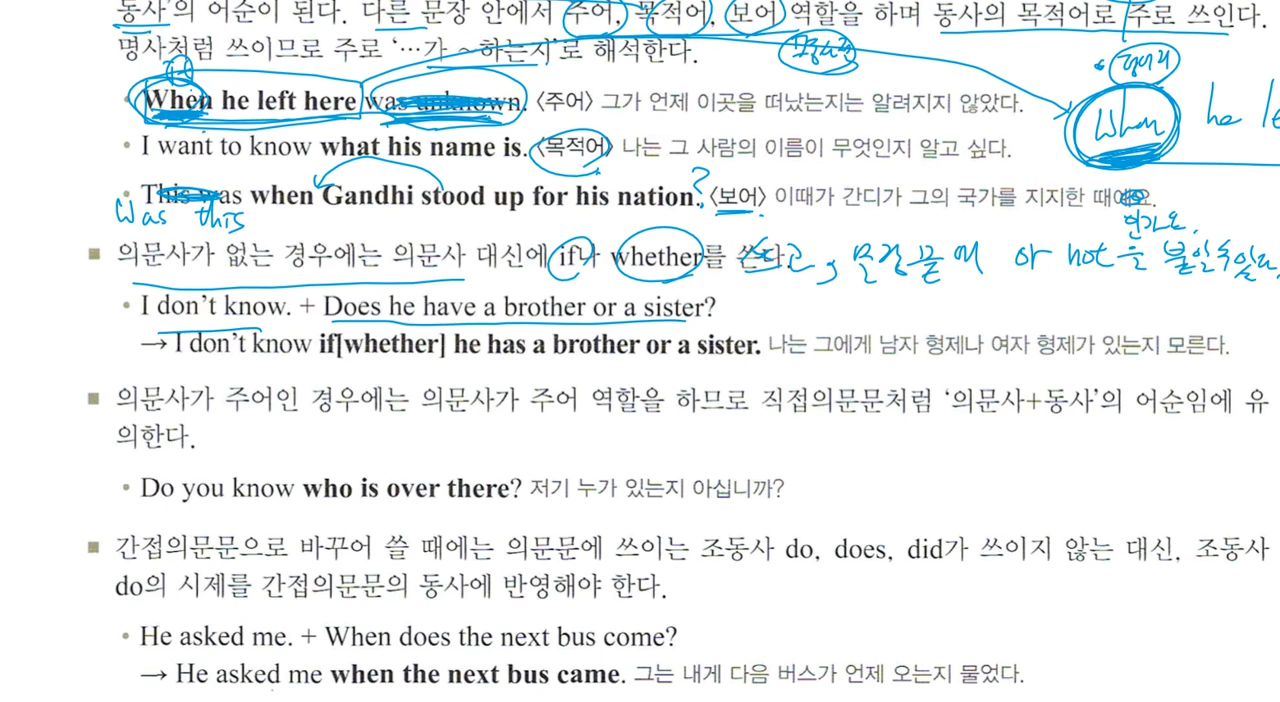 동사’의 어순이 된다. 다른 문장 안에서 주어, 목적어, 보어 역할을 하며 동사의 목적어로 주로 쓰인다.
명사처럼 쓰이므로 주로 ‘…가 ~하는지’로 해석한다.
• When he left here was unknown. 〈주어〉 그가 언제 이곳을 떠났는지는 알려지지 않았다.
When he le
• I want to know what his name is. 〈목적어〉 나는 그 사람의 이름이 무엇인지 알고 싶다.
• This was when Gandhi stood up for his nation. ? 〈보어〉 이때가 간디가 그의 국가를 지지한 때예요.
Was this
인가요.
■ 의문사가 없는 경우에는 의문사 대신에 if나 whether를 쓴다 쓰고, 문장끝에 or not을 붙일수있다.
• I don’t know. + Does he have a brother or a sister?
→ I don’t know if[whether] he has a brother or a sister. 나는 그에게 남자 형제나 여자 형제가 있는지 모른다.
■ 의문사가 주어인 경우에는 의문사가 주어 역할을 하므로 직접의문문처럼 ‘의문사+동사’의 어순임에 유
의한다.
• Do you know who is over there? 저기 누가 있는지 아십니까?
■ 간접의문문으로 바꾸어 쓸 때에는 의문문에 쓰이는 조동사 do, does, did가 쓰이지 않는 대신, 조동사
do의 시제를 간접의문문의 동사에 반영해야 한다.
• He asked me. + When does the next bus come?
→ He asked me when the next bus came. 그는 내게 다음 버스가 언제 오는지 물었다.